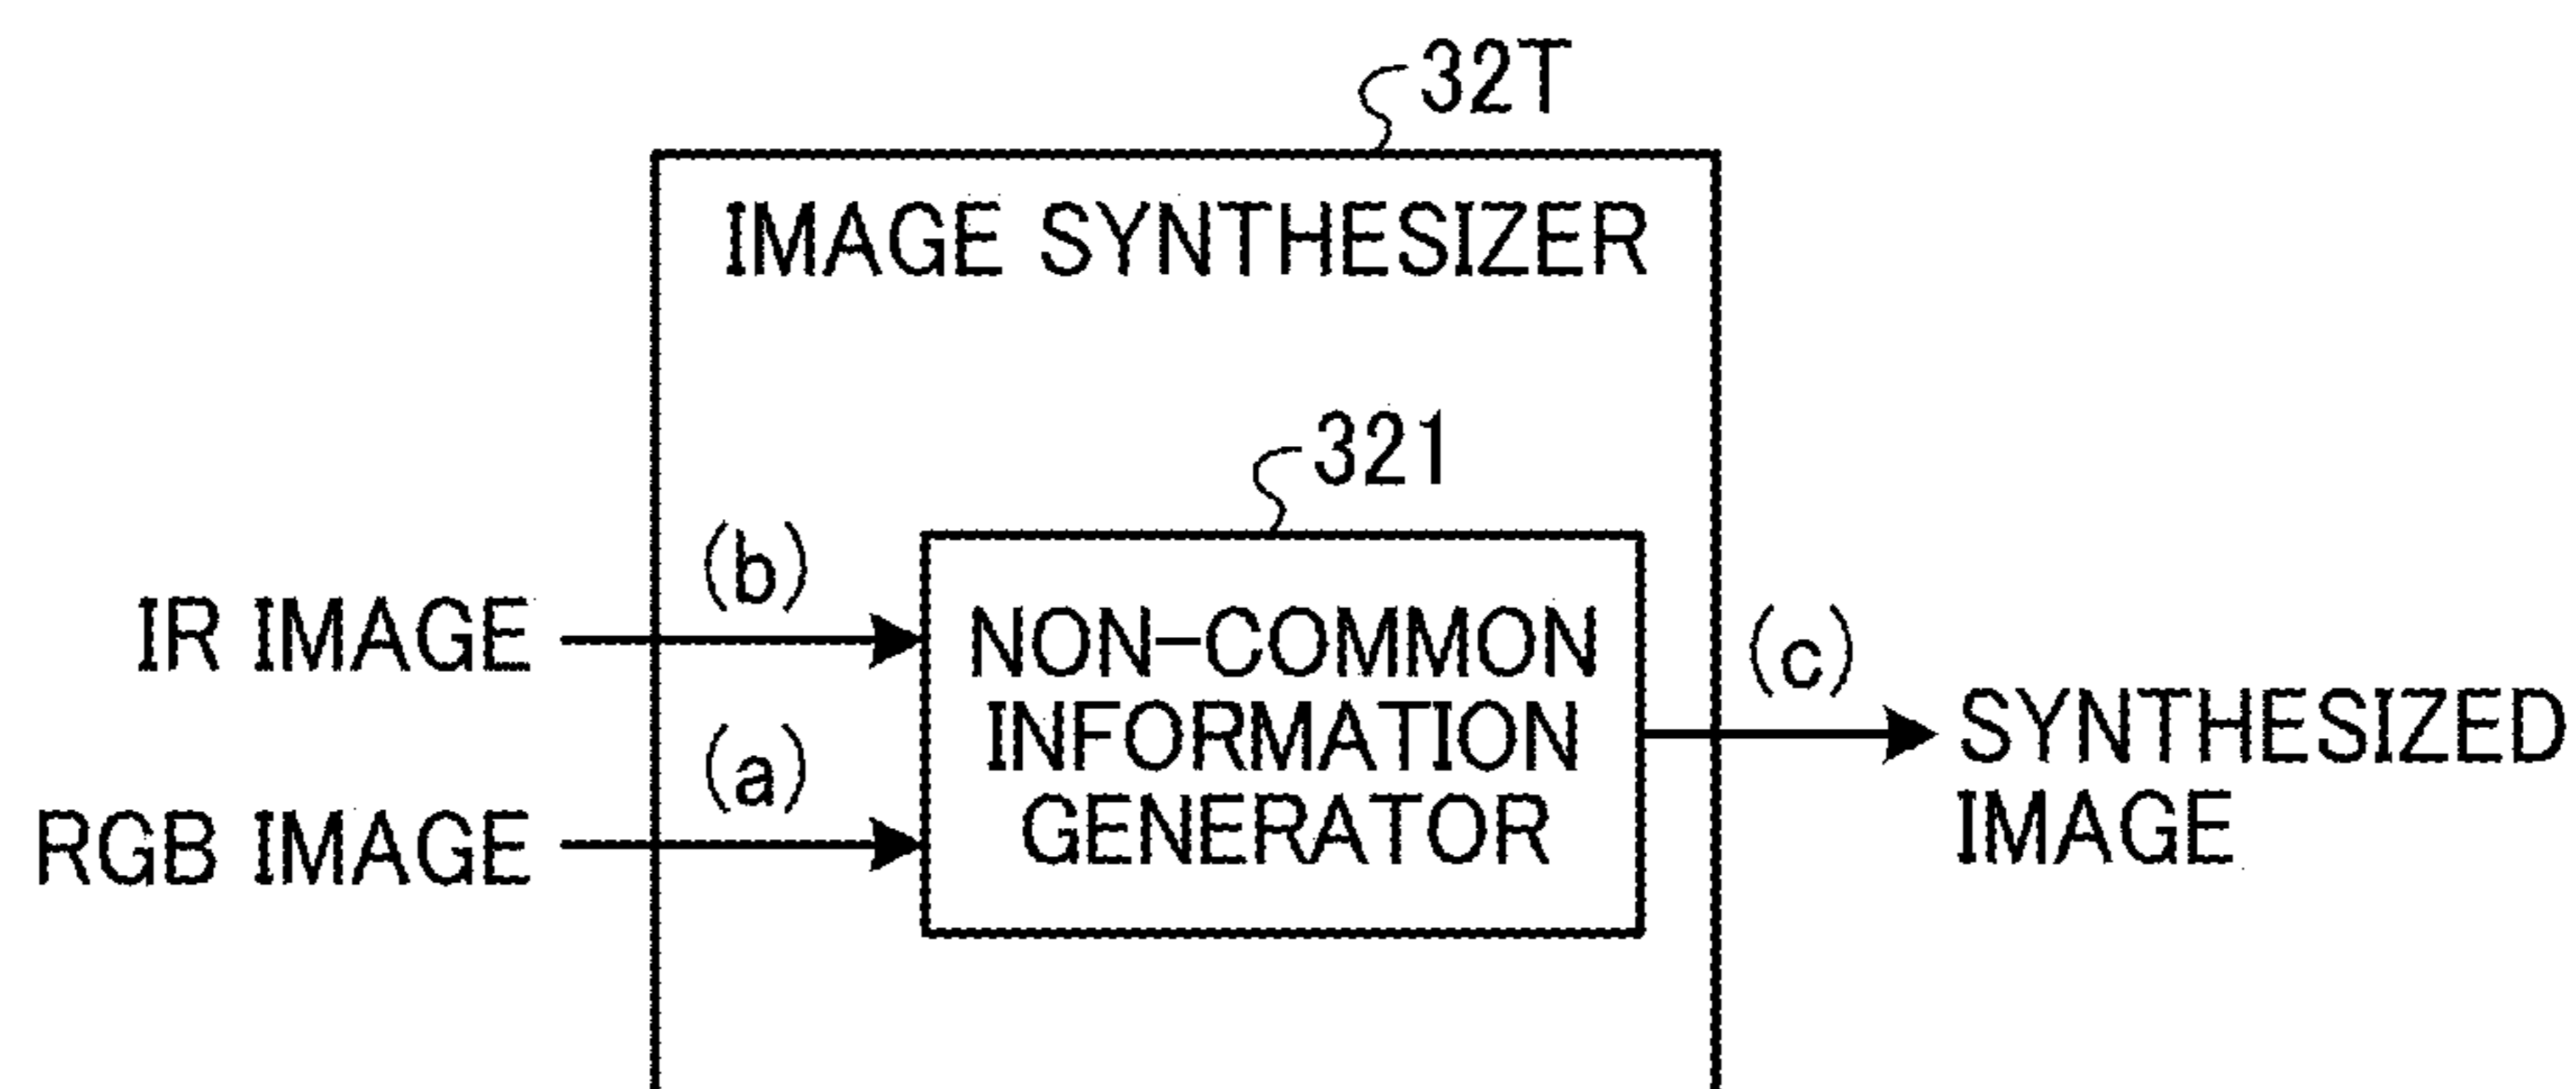 32T
IMAGE SYNTHESIZER
321
(b)
IR IMAGE
NON-COMMON
INFORMATION
GENERATOR
(a)
RGB IMAGE
(c)
SYNTHESIZED
IMAGE